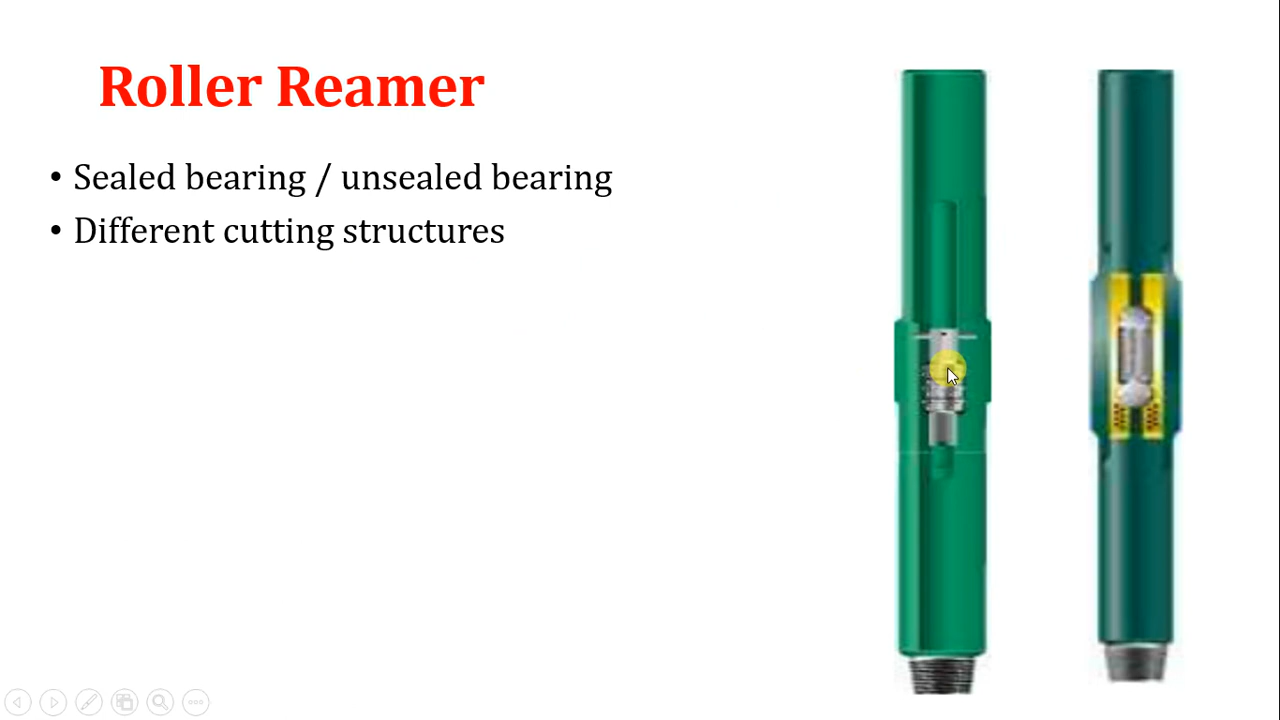 Roller Reamer
• Sealed bearing / unsealed bearing
• Different cutting structures